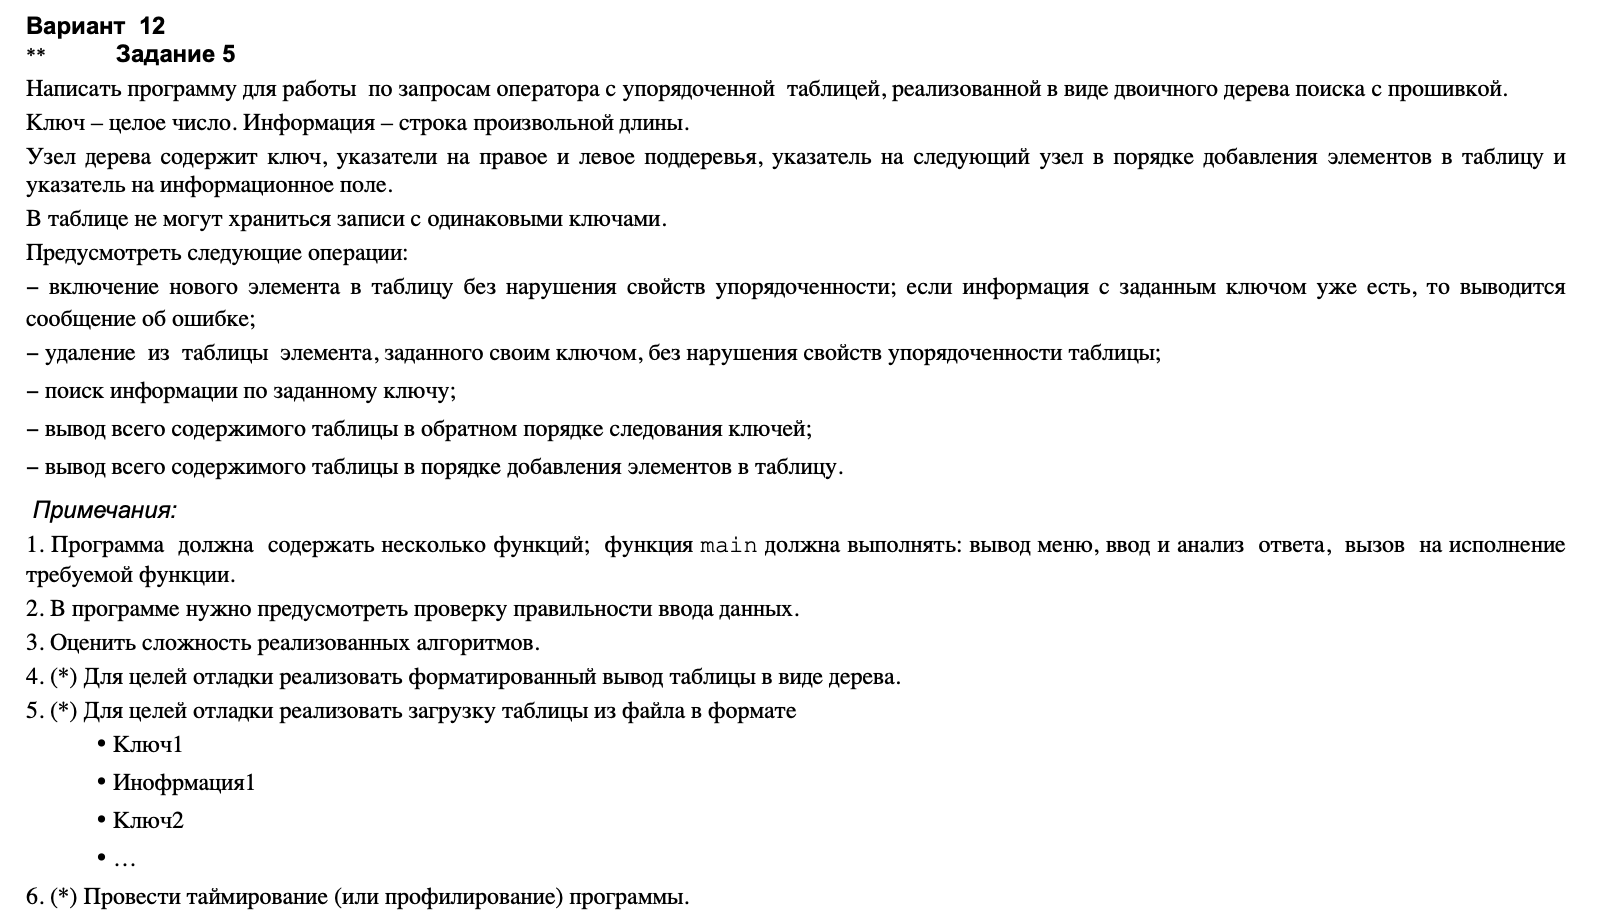 Вариант 12
** Задание 5
Написать программу для работы по запросам оператора с упорядоченной таблицей, реализованной в виде двоичного дерева поиска с прошивкой.
Ключ – целое число. Информация – строка произвольной длины.
Узел дерева содержит ключ, указатели на правое и левое поддеревья, указатель на следующий узел в порядке добавления элементов в таблицу и
указатель на информационное поле.
В таблице не могут храниться записи с одинаковыми ключами.
Предусмотреть следующие операции:
– включение нового элемента в таблицу без нарушения свойств упорядоченности; если информация с заданным ключом уже есть, то выводится
сообщение об ошибке;
– удаление из таблицы элемента, заданного своим ключом, без нарушения свойств упорядоченности таблицы;
– поиск информации по заданному ключу;
– вывод всего содержимого таблицы в обратном порядке следования ключей;
– вывод всего содержимого таблицы в порядке добавления элементов в таблицу.
Примечания:
1. Программа должна содержать несколько функций; функция main должна выполнять: вывод меню, ввод и анализ ответа, вызов на исполнение
требуемой функции.
2. В программе нужно предусмотреть проверку правильности ввода данных.
3. Оценить сложность реализованных алгоритмов.
4. (*) Для целей отладки реализовать форматированный вывод таблицы в виде дерева.
5. (*) Для целей отладки реализовать загрузку таблицы из файла в формате
• Ключ1
• Инофрмация1
• Ключ2
• …
6. (*) Провести таймирование (или профилирование) программы.